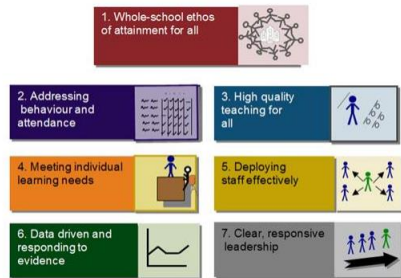 1. Whole-school ethos
of attainment for all
2. Addressing
behaviour and
attendance
3. High quality
teaching for
all
4. Meeting individual
learning needs
5. Deploying
staff effectively
6. Data driven and
responding to
evidence
7. Clear, responsive
leadership